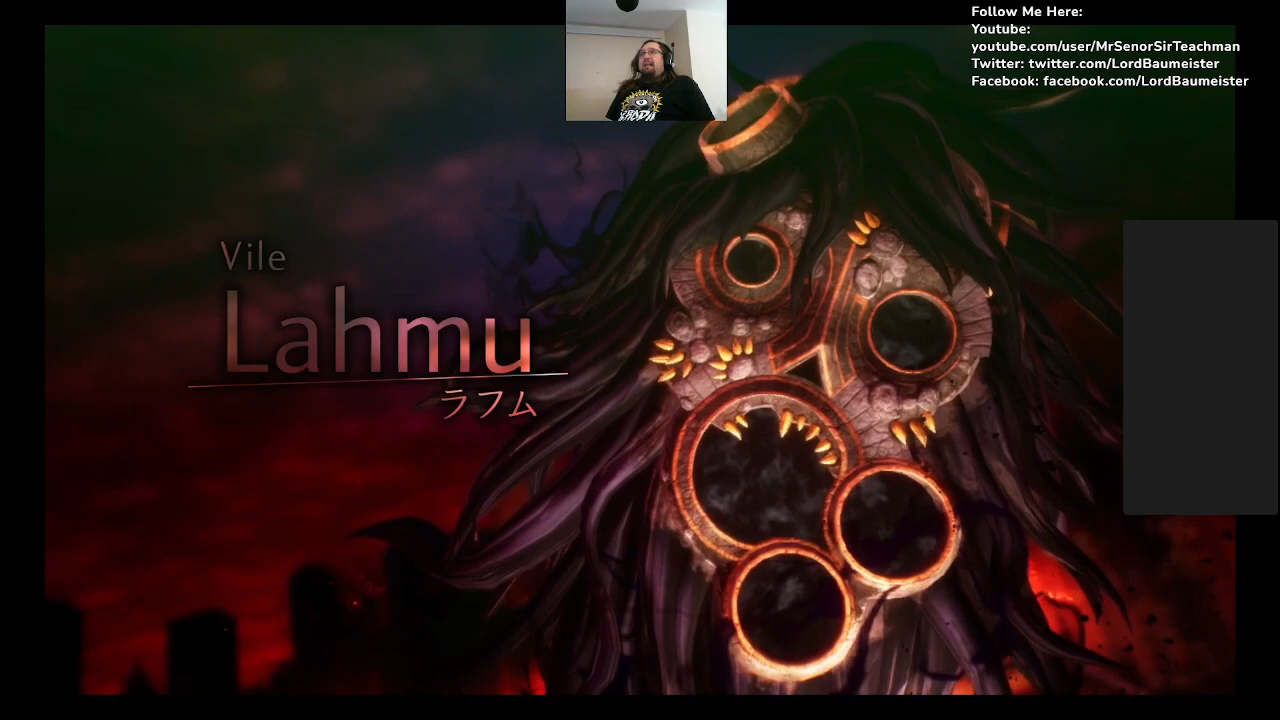 Follow Me Here:
Youtube:
youtube.com/user/MrSenorSirTeachman
Twitter: twitter.com/LordBaumeister
Facebook: facebook.com/LordBaumeister
Vile
Lahmu
ラフム